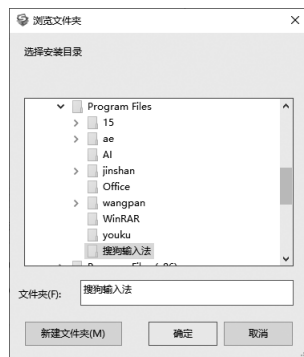 浏览文件夹
选择安装目录
Program Files
15
ae
AI
jinshan
Office
wangpan
WinRAR
youku
搜狗输入法
文件夹(F):
搜狗输入法
新建文件夹(M)
确定
取消